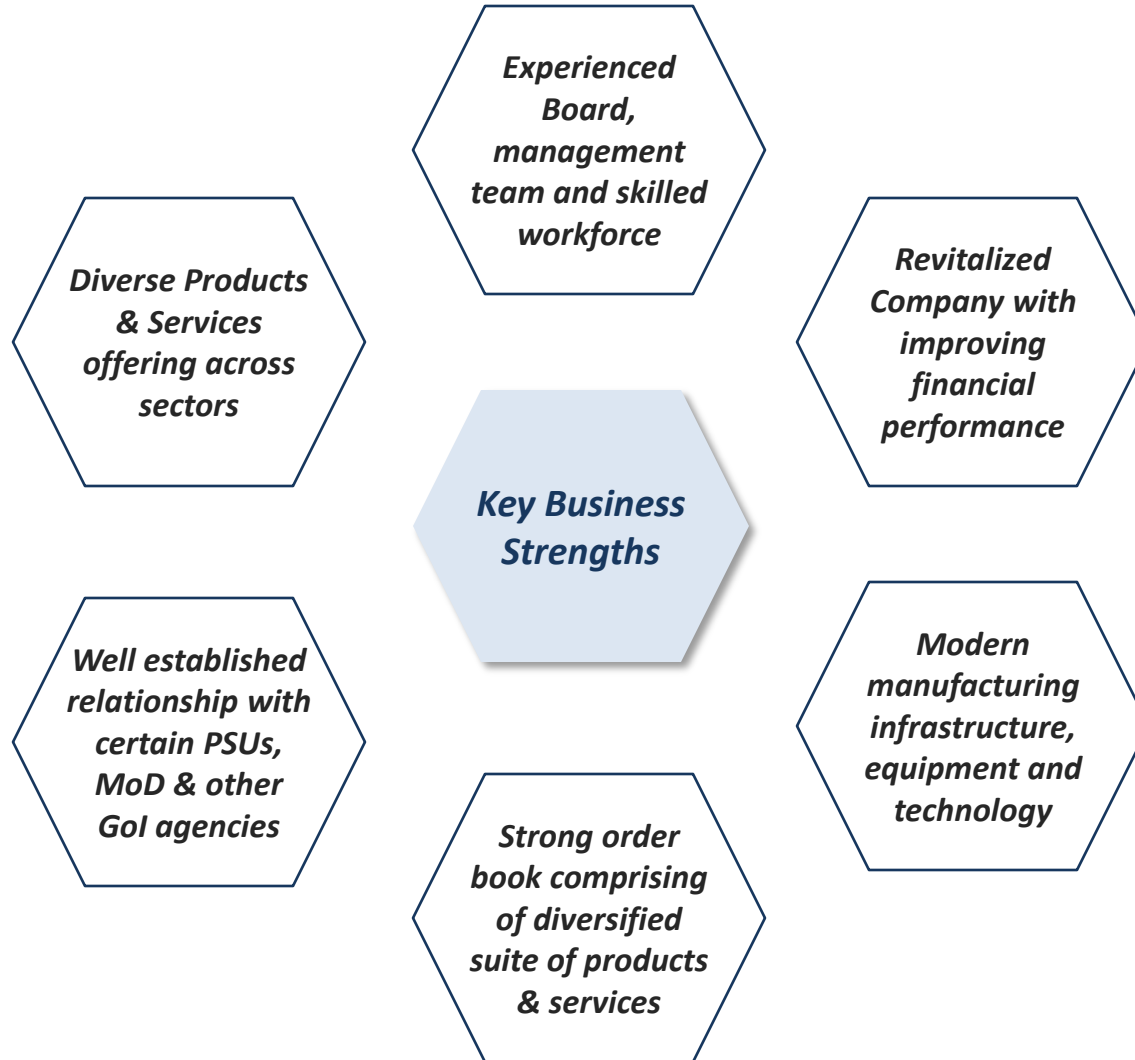 Experienced
Board,
management
team and skilled
workforce
Diverse Products
& Services
offering across
sectors
Revitalized
Company with
improving
financial
performance
Key Business
Strengths
Well established
relationship with
certain PSUs,
MoD & other
GoI agencies
Modern
manufacturing
infrastructure,
equipment and
technology
Strong order
book comprising
of diversified
suite of products
& services